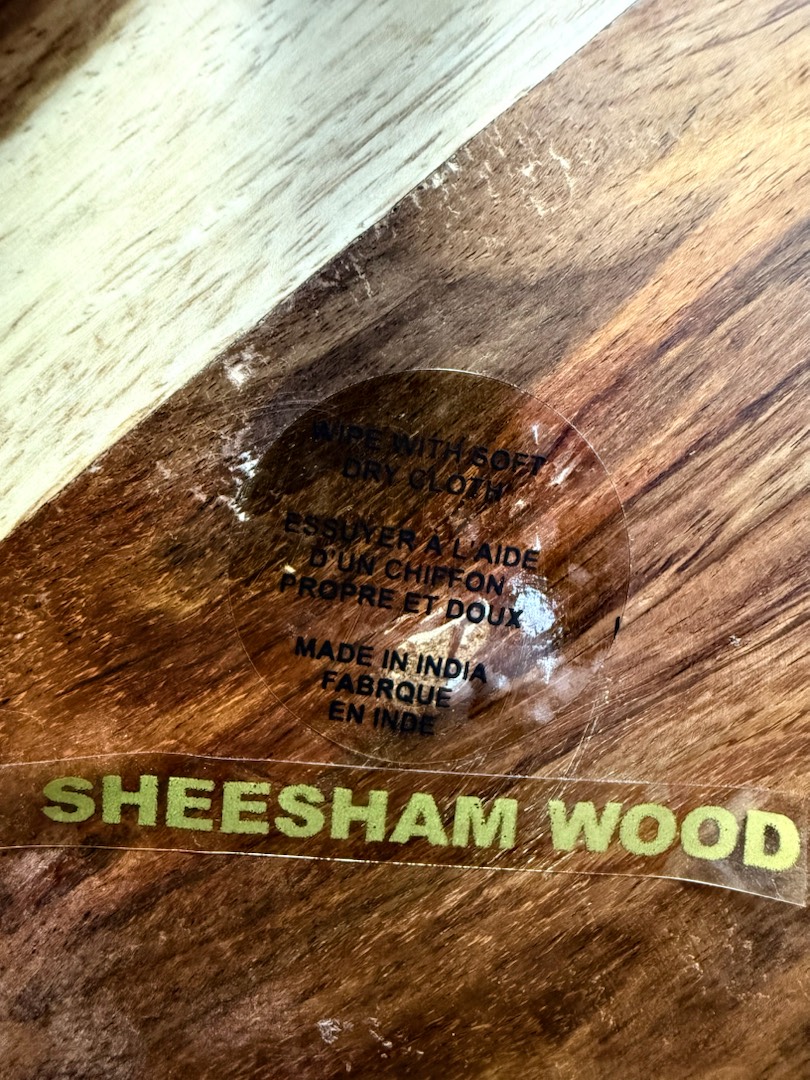 WIPE WITH SOFT
DRY CLOTH
ESSUYER A L'AIDE
D'UN CHIFFON
PROPRE ET DOUX
MADE IN INDIA
FABRQUE
EN INDE
SHEESHAM WOOD